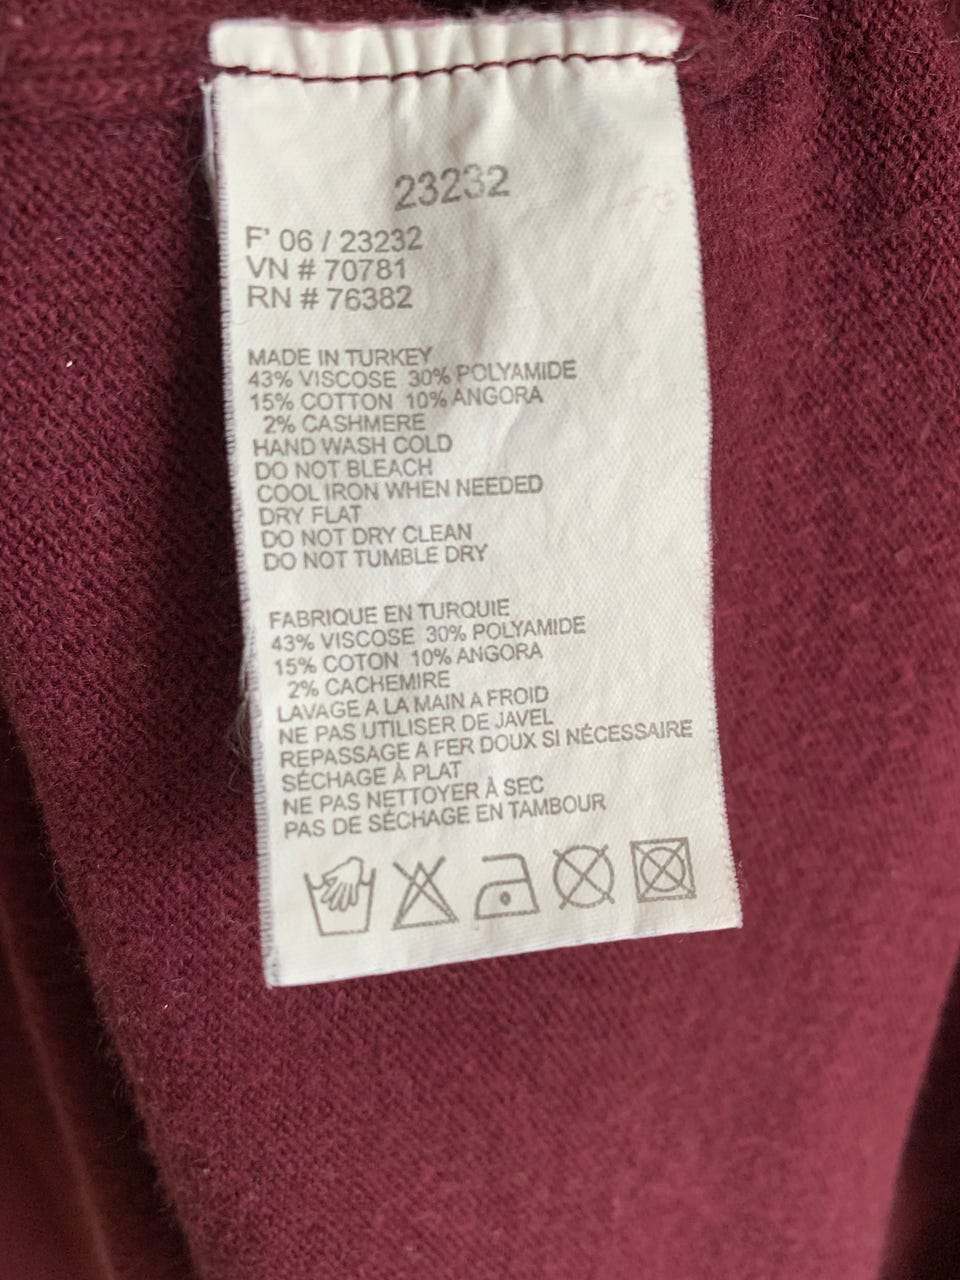 23232
F' 06 / 23232
VN # 70781
RN # 76382
MADE IN TURKEY
43% VISCOSE 30% POLYAMIDE
15% COTTON 10% ANGORA
2% CASHMERE
HAND WASH COLD
DO NOT BLEACH
COOL IRON WHEN NEEDED
DRY FLAT
DO NOT DRY CLEAN
DO NOT TUMBLE DRY
FABRIQUE EN TURQUIE
43% VISCOSE 30% POLYAMIDE
15% COTON 10% ANGORA
2% CACHEMIRE
LAVAGE A LA MAIN A FROID
NE PAS UTILISER DE JAVEL
REPASSAGE A FER DOUX SI NÉCESSAIRE
SÉCHAGE À PLAT
NE PAS NETTOYER À SEC
PAS DE SÉCHAGE EN TAMBOUR